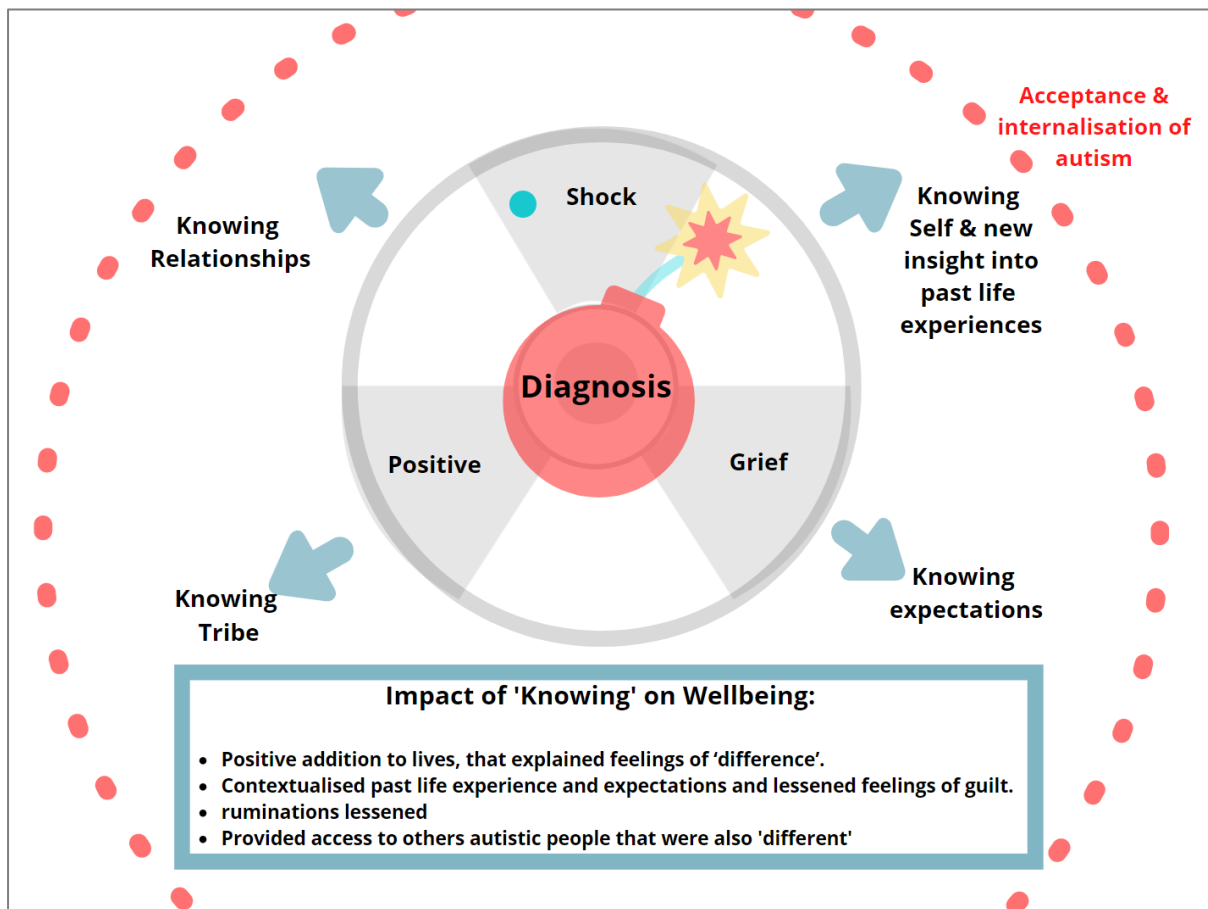 Acceptance &
internalisation of
autism
Shock
Knowing
Relationships
Knowing
Self & new
insight into
past life
experiences
Diagnosis
Positive
Grief
Knowing
Tribe
Knowing
expectations
Impact of 'Knowing' on Wellbeing:
• Positive addition to lives, that explained feelings of ‘difference’.
• Contextualised past life experience and expectations and lessened feelings of guilt.
• ruminations lessened
• Provided access to others autistic people that were also 'different'